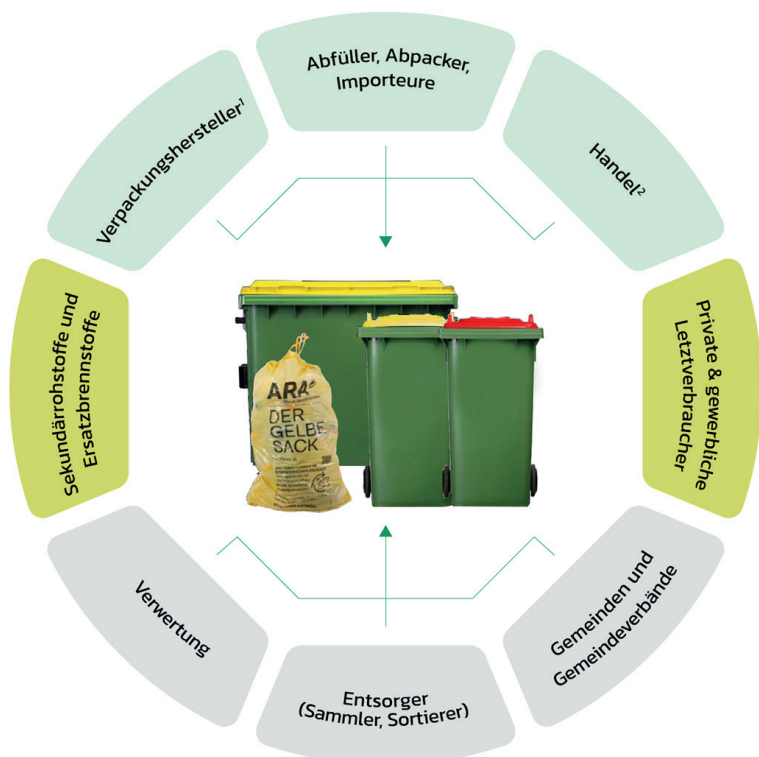 Abfüller, Abpacker,
Importeure
Handel²
Private & gewerbliche
Letztverbraucher
Gemeinden und
Gemeindeverbände
Entsorger
(Sammler, Sortierer)
Verwertung
Sekundärrohstoffe und
Ersatzbrennstoffe
Verpackungshersteller¹
ARA
DER
GELBE
SACK